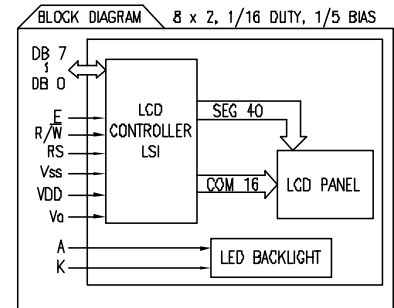 BLOCK DIAGRAM 8 x 2, 1/16 DUTY, 1/5 BIAS
DB 7
DB 0
E
R/W
RS
Vss
VDD
Vo
A
K
LCD
CONTROLLER
LSI
SEG 40
COM 16
LCD PANEL
LED BACKLIGHT